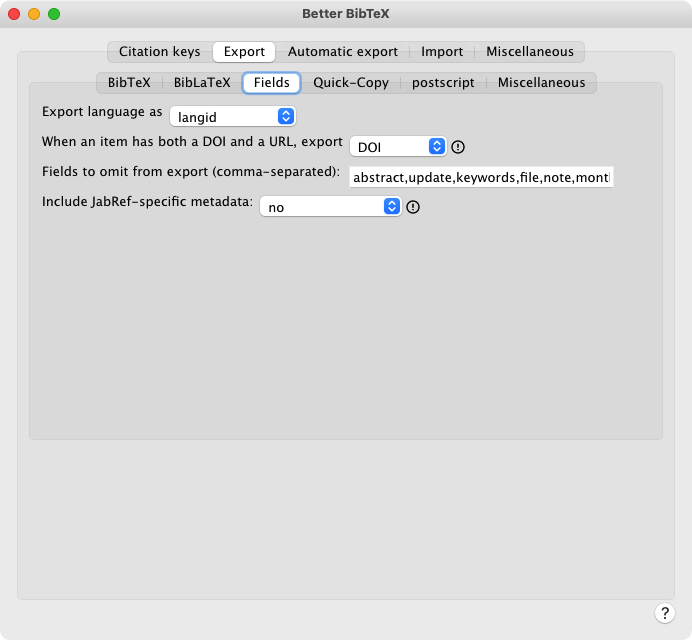 Better BibTeX
Citation keys Export Automatic export Import Miscellaneous
BibTeX BibLaTeX Fields Quick-Copy postscript Miscellaneous
Export language as langid
When an item has both a DOI and a URL, export DOI
Fields to omit from export (comma-separated): abstract,update,keywords,file,note,mont
Include JabRef-specific metadata: no
?